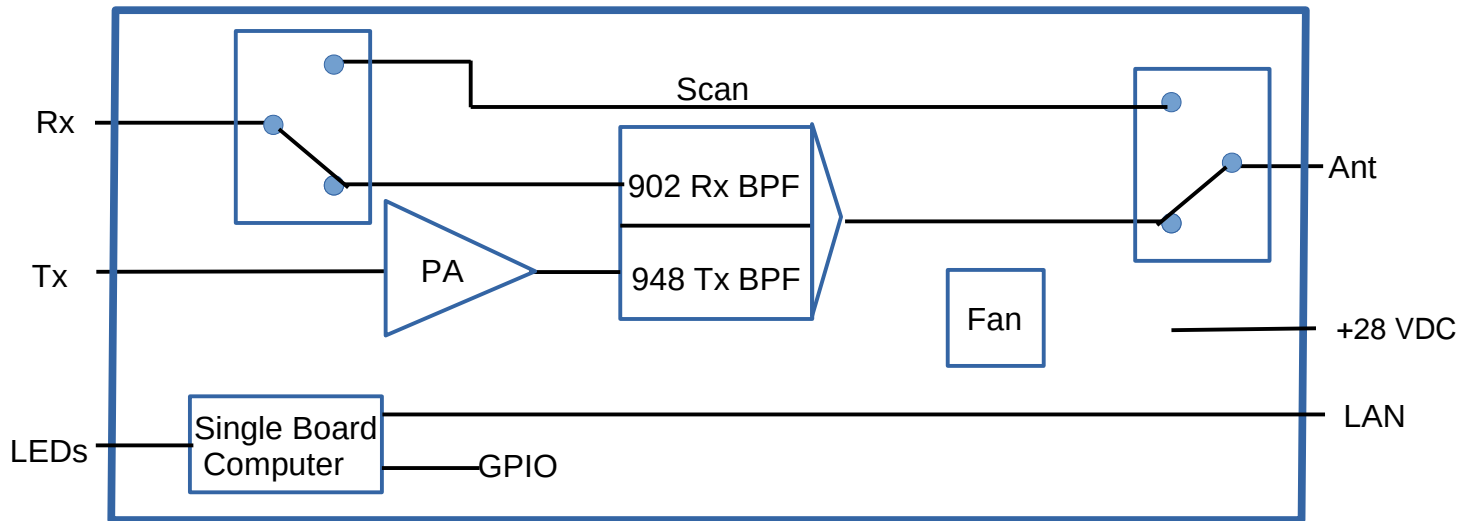 Scan
Rx
Ant
902 Rx BPF
Tx
PA
948 Tx BPF
Fan
+28 VDC
LAN
Single Board
Computer
LEDs
GPIO